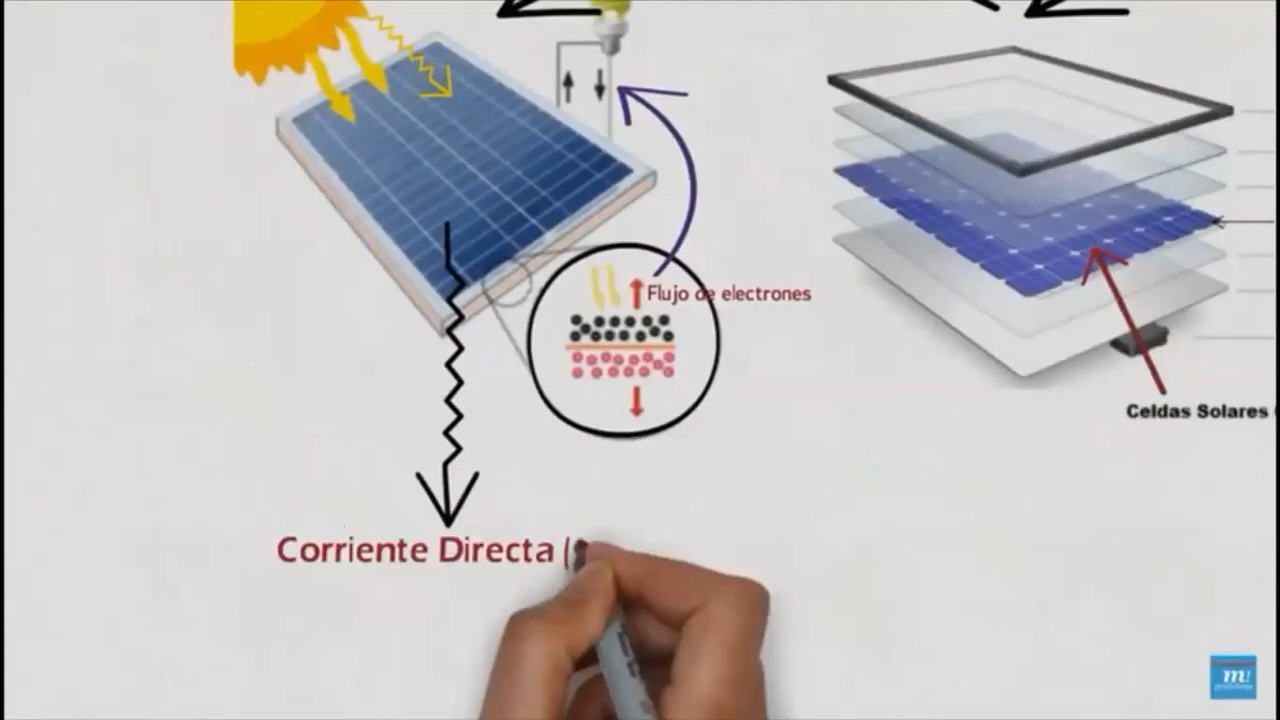 Flujo de electrones
Celdas Solares
Corriente Directa (
m!